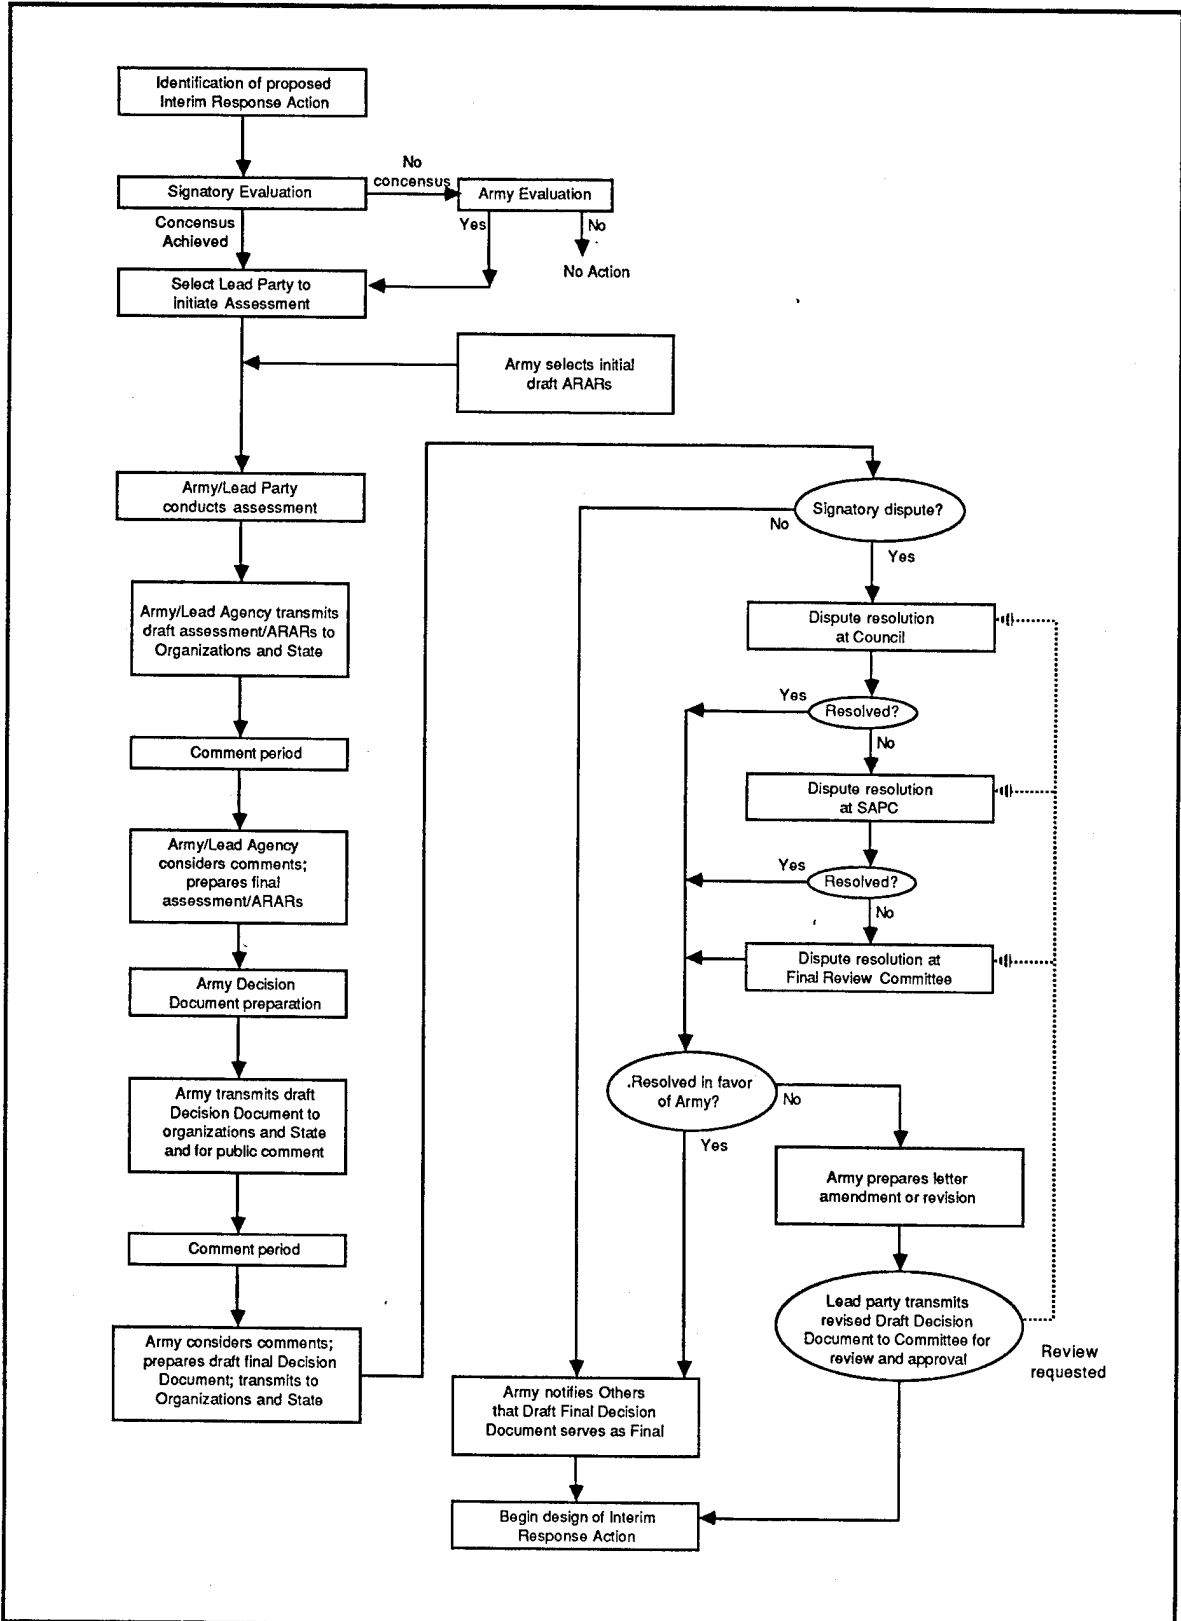 Identification of proposed
Interim Response Action
Signatory Evaluation
No
concensus
Army Evaluation
Concensus
Achieved
Yes
No
No Action
Select Lead Party to
initiate Assessment
Army selects initial
draft ARARs
Army/Lead Party
conducts assessment
Army/Lead Agency transmits
draft assessment/ARARs to
Organizations and State
Comment period
Army/Lead Agency
considers comments;
prepares final
assessment/ARARs
Army Decision
Document preparation
Army transmits draft
Decision Document to
organizations and State
and for public comment
Comment period
Army considers comments;
prepares draft final Decision
Document; transmits to
Organizations and State
Signatory dispute?
No
Yes
Dispute resolution
at Council
Yes
Resolved?
No
Dispute resolution
at SAPC
Yes
Resolved?
No
Dispute resolution at
Final Review Committee
.Resolved in favor
of Army?
No
Yes
Army prepares letter
amendment or revision
Lead party transmits
revised Draft Decision
Document to Committee for
review and approval
Review
requested
Army notifies Others
that Draft Final Decision
Document serves as Final
Begin design of Interim
Response Action